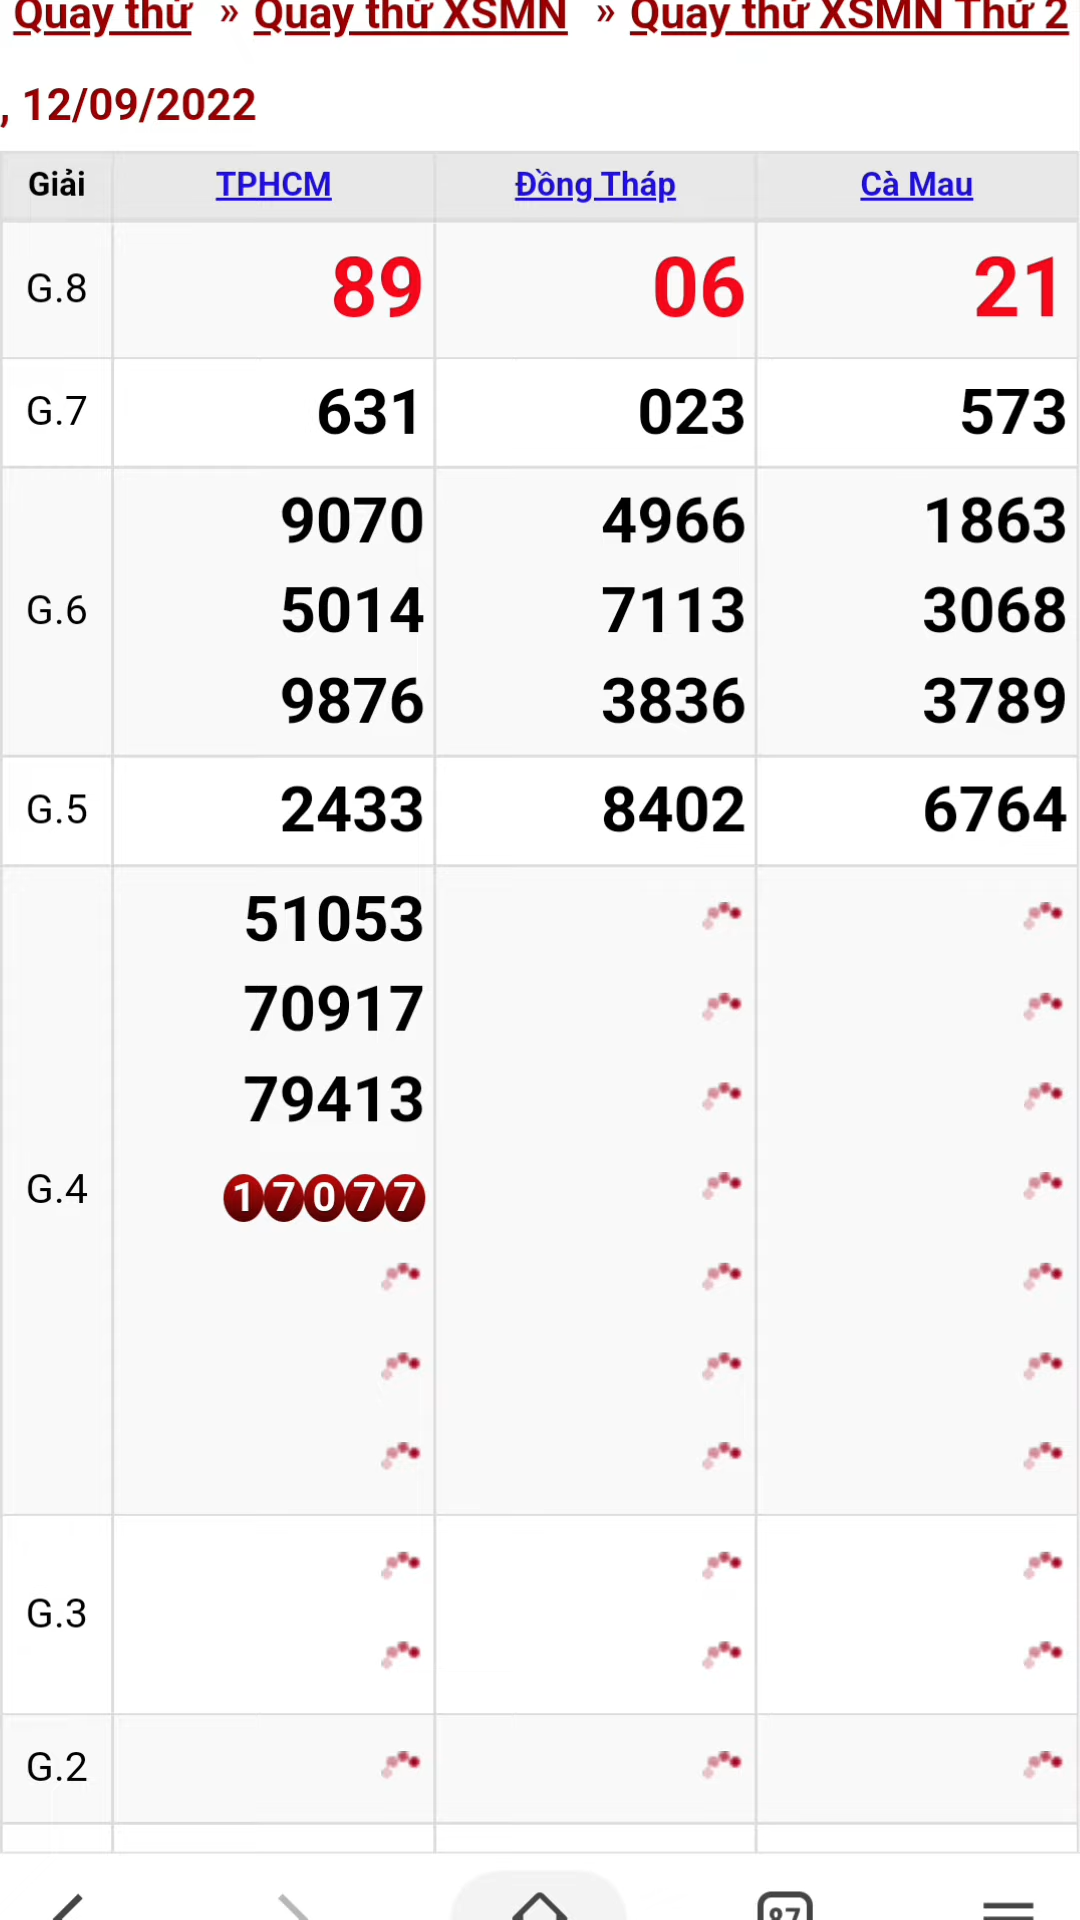 Quay thử » Quay thử XSMN » Quay thử XSMN Thứ 2
, 12/09/2022
Giải TPHCM Đồng Tháp Cà Mau
G.8 89 06 21
G.7 631 023 573
9070 4966 1863
G.6 5014 7113 3068
9876 3836 3789
G.5 2433 8402 6764
51053
70917
79413
G.4 17077
G.3
G.2
87